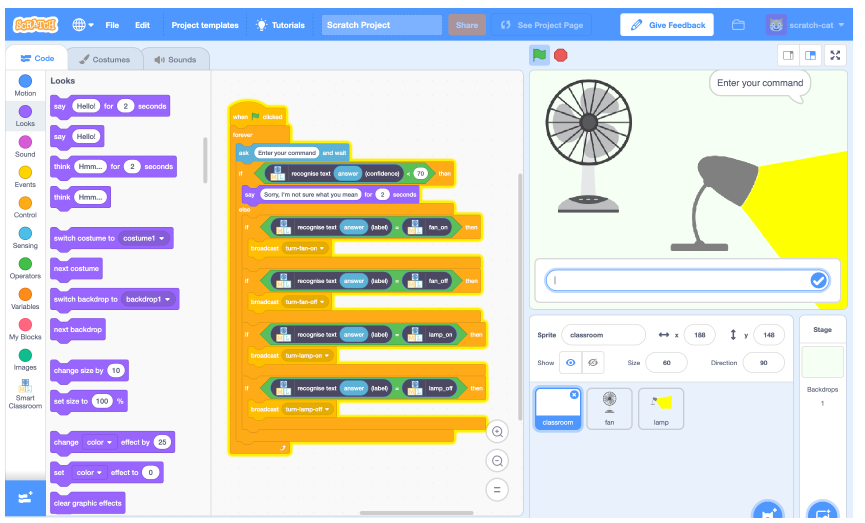 SCRATCH File Edit Project templates Tutorials Scratch Project Share See Project Page Give Feedback scratch-cat
Code Costumes Sounds
Motion
Looks
Sound
Events
Control
Sensing
Operators
Variables
My Blocks
Images
Smart
Classroom
Looks
say Hello! for 2 seconds
say Hello!
think Hmm... for 2 seconds
think Hmm...
switch costume to costume1
next costume
switch backdrop to backdrop1
next backdrop
change size by 10
set size to 100 %
change color effect by 25
set color effect to 0
clear graphic effects
when clicked
forever
ask Enter your command and wait
if recognise text answer (confidence) < 70 then
say Sorry, I'm not sure what you mean for 2 seconds
else
if recognise text answer (label) = fan_on then
broadcast turn-fan-on
if recognise text answer (label) = fan_off then
broadcast turn-fan-off
if recognise text answer (label) = lamp_on then
broadcast turn-lamp-on
if recognise text answer (label) = lamp_off then
broadcast turn-lamp-off
Enter your command
Sprite classroom x 188 y 148
Show Size 60 Direction 90
classroom
fan
lamp
Stage
Backdrops
1